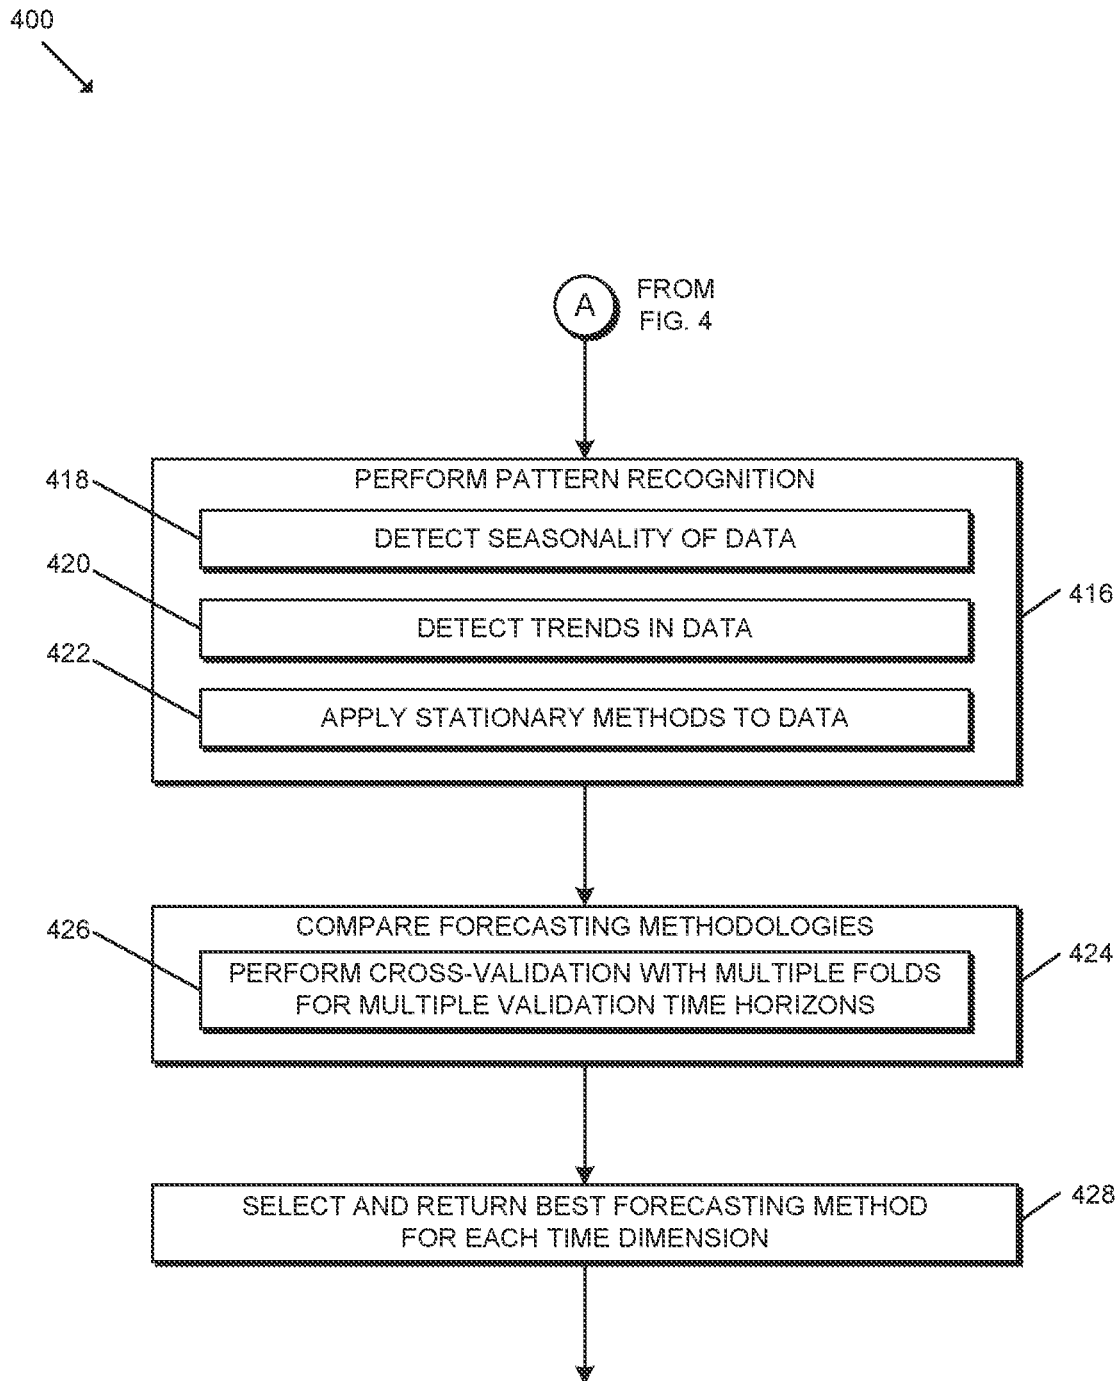 400
A
FROM
FIG. 4
PERFORM PATTERN RECOGNITION
418
DETECT SEASONALITY OF DATA
420
DETECT TRENDS IN DATA
416
422
APPLY STATIONARY METHODS TO DATA
COMPARE FORECASTING METHODOLOGIES
426
PERFORM CROSS-VALIDATION WITH MULTIPLE FOLDS
FOR MULTIPLE VALIDATION TIME HORIZONS
424
SELECT AND RETURN BEST FORECASTING METHOD
FOR EACH TIME DIMENSION
428